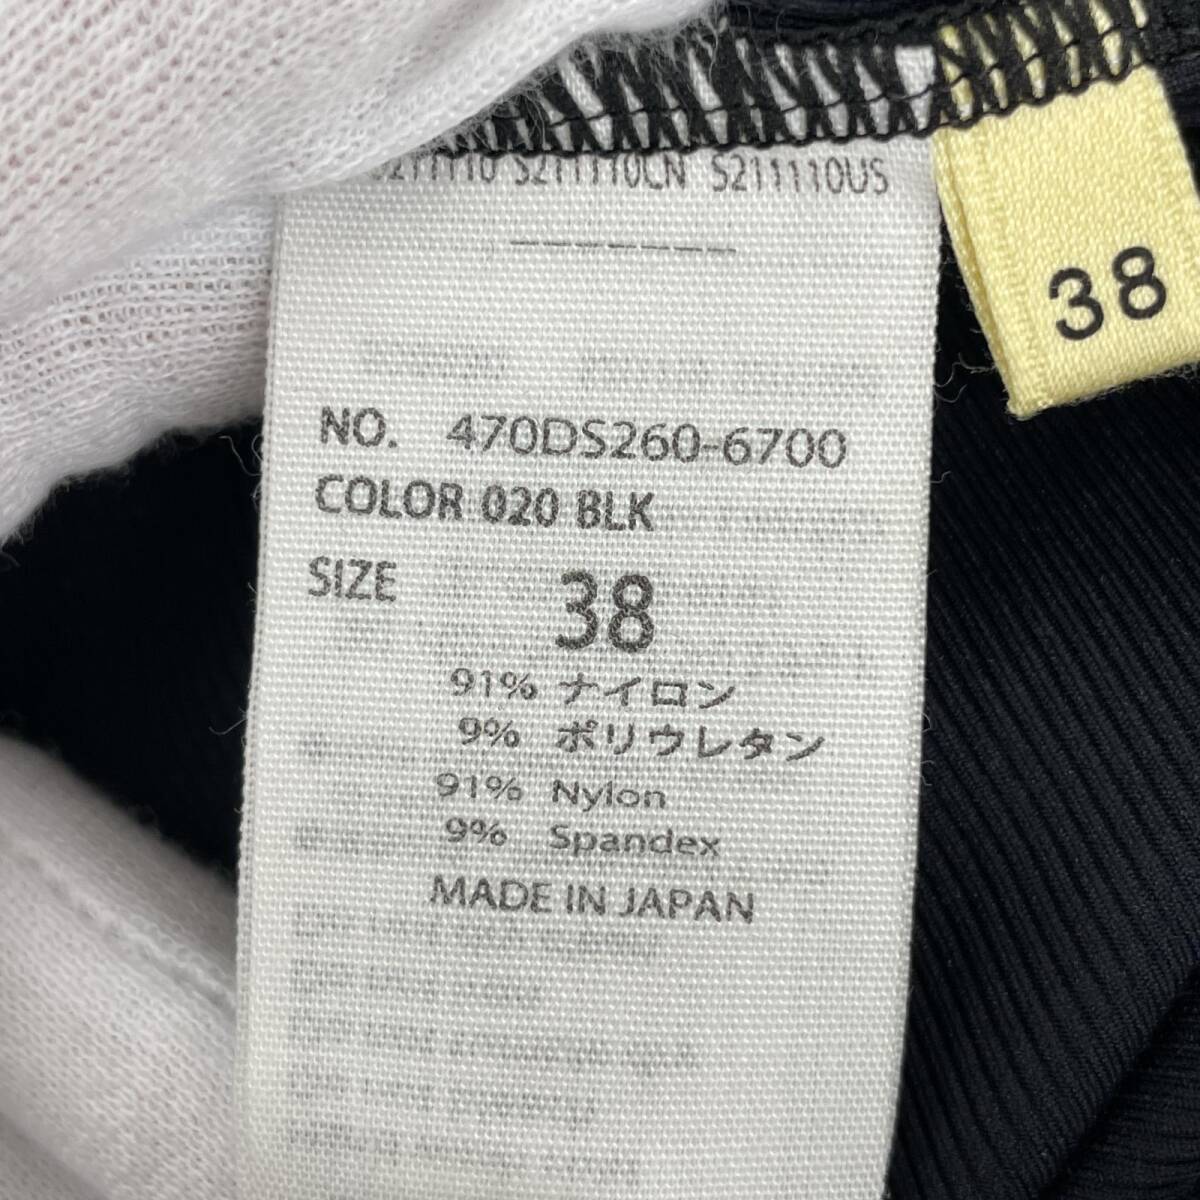 S211110CN S211110US
38
NO. 470DS260-6700
COLOR 020 BLK
SIZE 38
91% ナイロン
9% ポリウレタン
91% Nylon
9% Spandex
MADE IN JAPAN